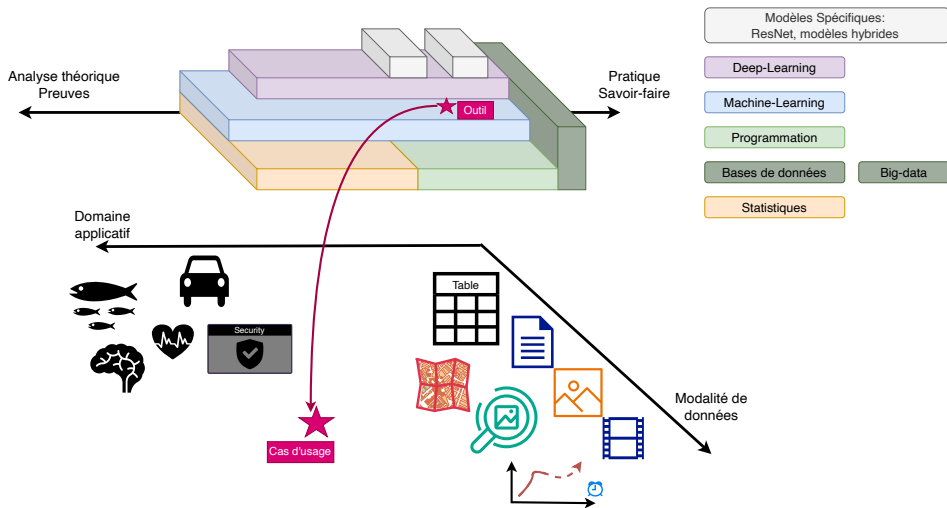 Modèles Spécifiques:
ResNet, modèles hybrides
Analyse théorique
Preuves
Pratique
Savoir-faire
Deep-Learning
Outil
Machine-Learning
Programmation
Bases de données
Big-data
Statistiques
Domaine
applicatif
Table
Security
Modalité de
données
Cas d'usage